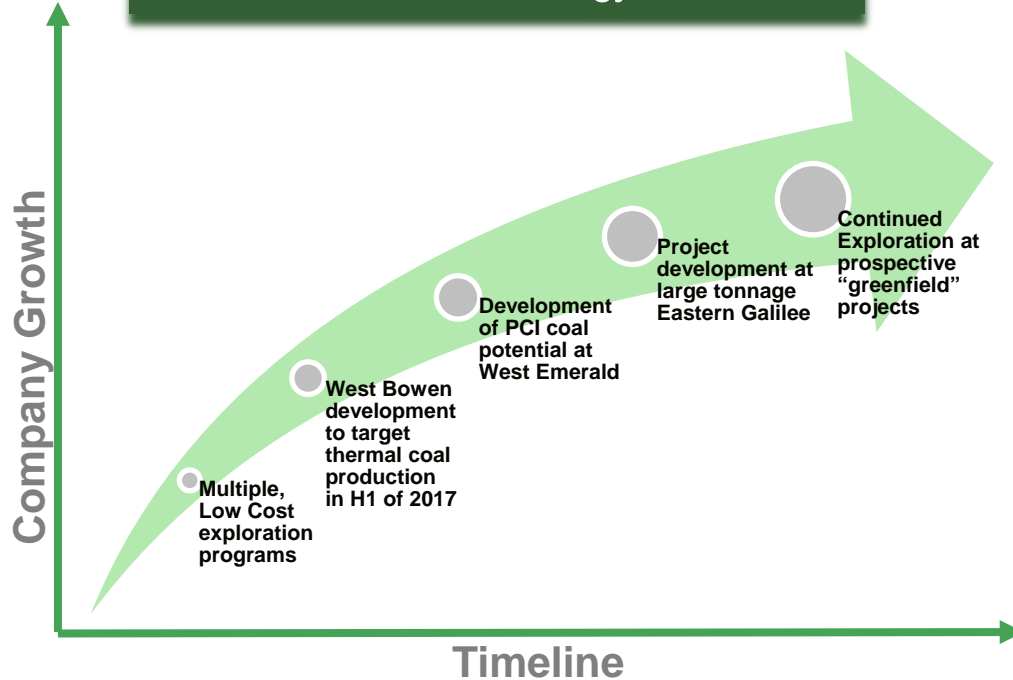 Company Growth
Multiple,
Low Cost
exploration
programs
West Bowen
development
to target
thermal coal
production
in H1 of 2017
Development
of PCI coal
potential at
West Emerald
Project
development at
large tonnage
Eastern Galilee
Continued
Exploration at
prospective
“greenfield”
projects
Timeline